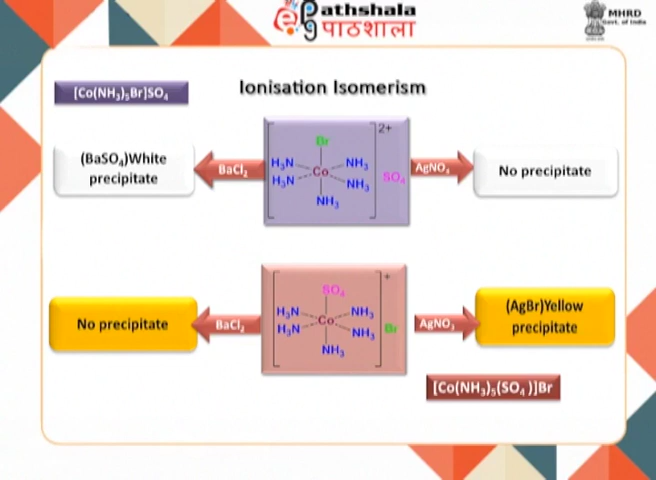 ePathshala
पाठशाला
MHRD
Govt. of India
Ionisation Isomerism
[Co(NH₃)₅Br]SO₄
(BaSO₄)White
precipitate
BaCl₂
2+
Br
H₃N
NH₃
Co
H₃N
NH₃
NH₃
SO₄
AgNO₃
No precipitate
No precipitate
BaCl₂
+
SO₄
H₃N
NH₃
Co
H₃N
NH₃
NH₃
Br
AgNO₃
(AgBr)Yellow
precipitate
[Co(NH₃)₅(SO₄)]Br